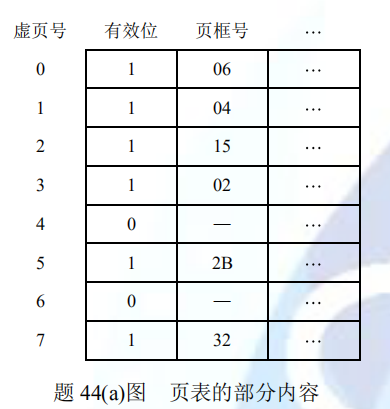 虚页号 有效位 页框号 …
0 1 06 …
1 1 04 …
2 1 15 …
3 1 02 …
4 0 — …
5 1 2B …
6 0 — …
7 1 32 …
题 44(a)图 页表的部分内容